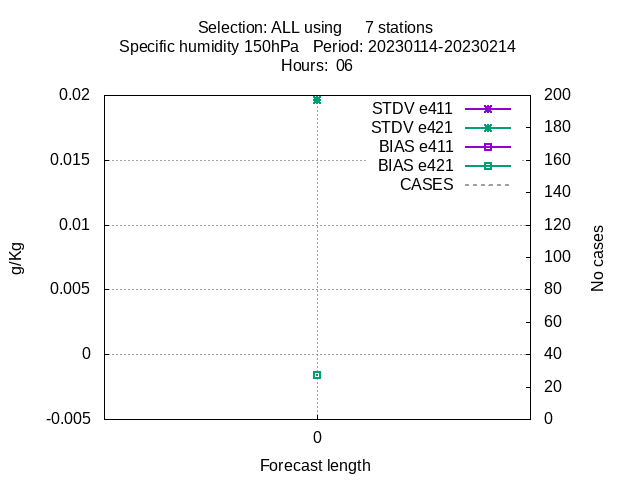 Selection: ALL using 7 stations
Specific humidity 150hPa Period: 20230114-20230214
Hours: 06
0.02
0.015
0.01
0.005
0
-0.005
g/Kg
STDV e411
STDV e421
BIAS e411
BIAS e421
CASES
200
180
160
140
120
100
80
60
40
20
0
No cases
0
Forecast length